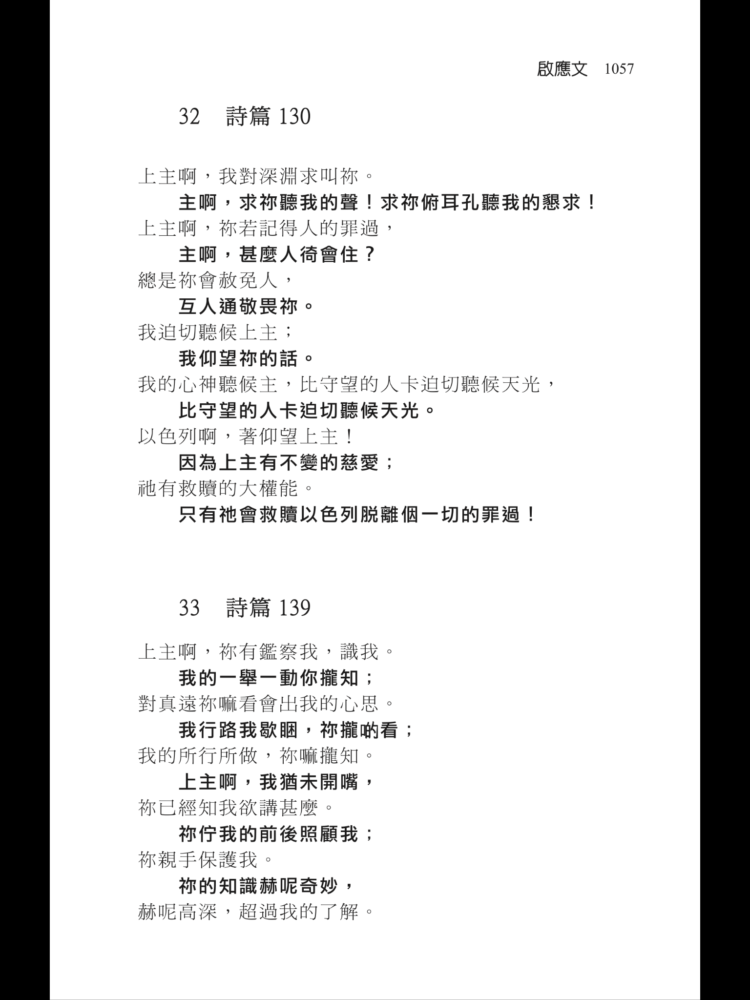 啟應文 1057
32 詩篇 130
上主啊，我對深淵求叫祢。
主啊，求祢聽我的聲！求祢俯耳孔聽我的懇求！
上主啊，祢若記得人的罪過，
主啊，甚麼人徛會住？
總是祢會赦免人，
互人通敬畏祢。
我迫切聽候上主；
我仰望祢的話。
我的心神聽候主，比守望的人卡迫切聽候天光，
比守望的人卡迫切聽候天光。
以色列啊，著仰望上主！
因為上主有不變的慈愛；
祂有救贖的大權能。
只有祂會救贖以色列脱離個一切的罪過！
33 詩篇 139
上主啊，祢有鑑察我，識我。
我的一舉一動你攏知；
對真遠祢嘛看會出我的心思。
我行路我歇睏，祢攏啲看；
我的所行所做，祢嘛攏知。
上主啊，我猶未開嘴，
祢已經知我欲講甚麼。
祢佇我的前後照顧我；
祢親手保護我。
祢的知識赫呢奇妙，
赫呢高深，超過我的了解。